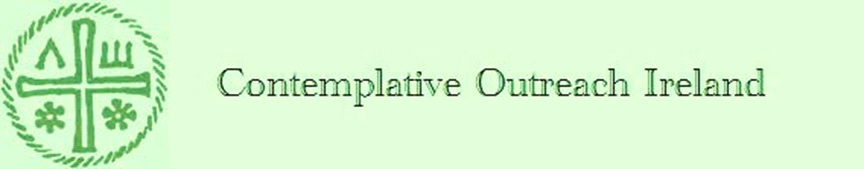 Λ Ш
Contemplative Outreach Ireland